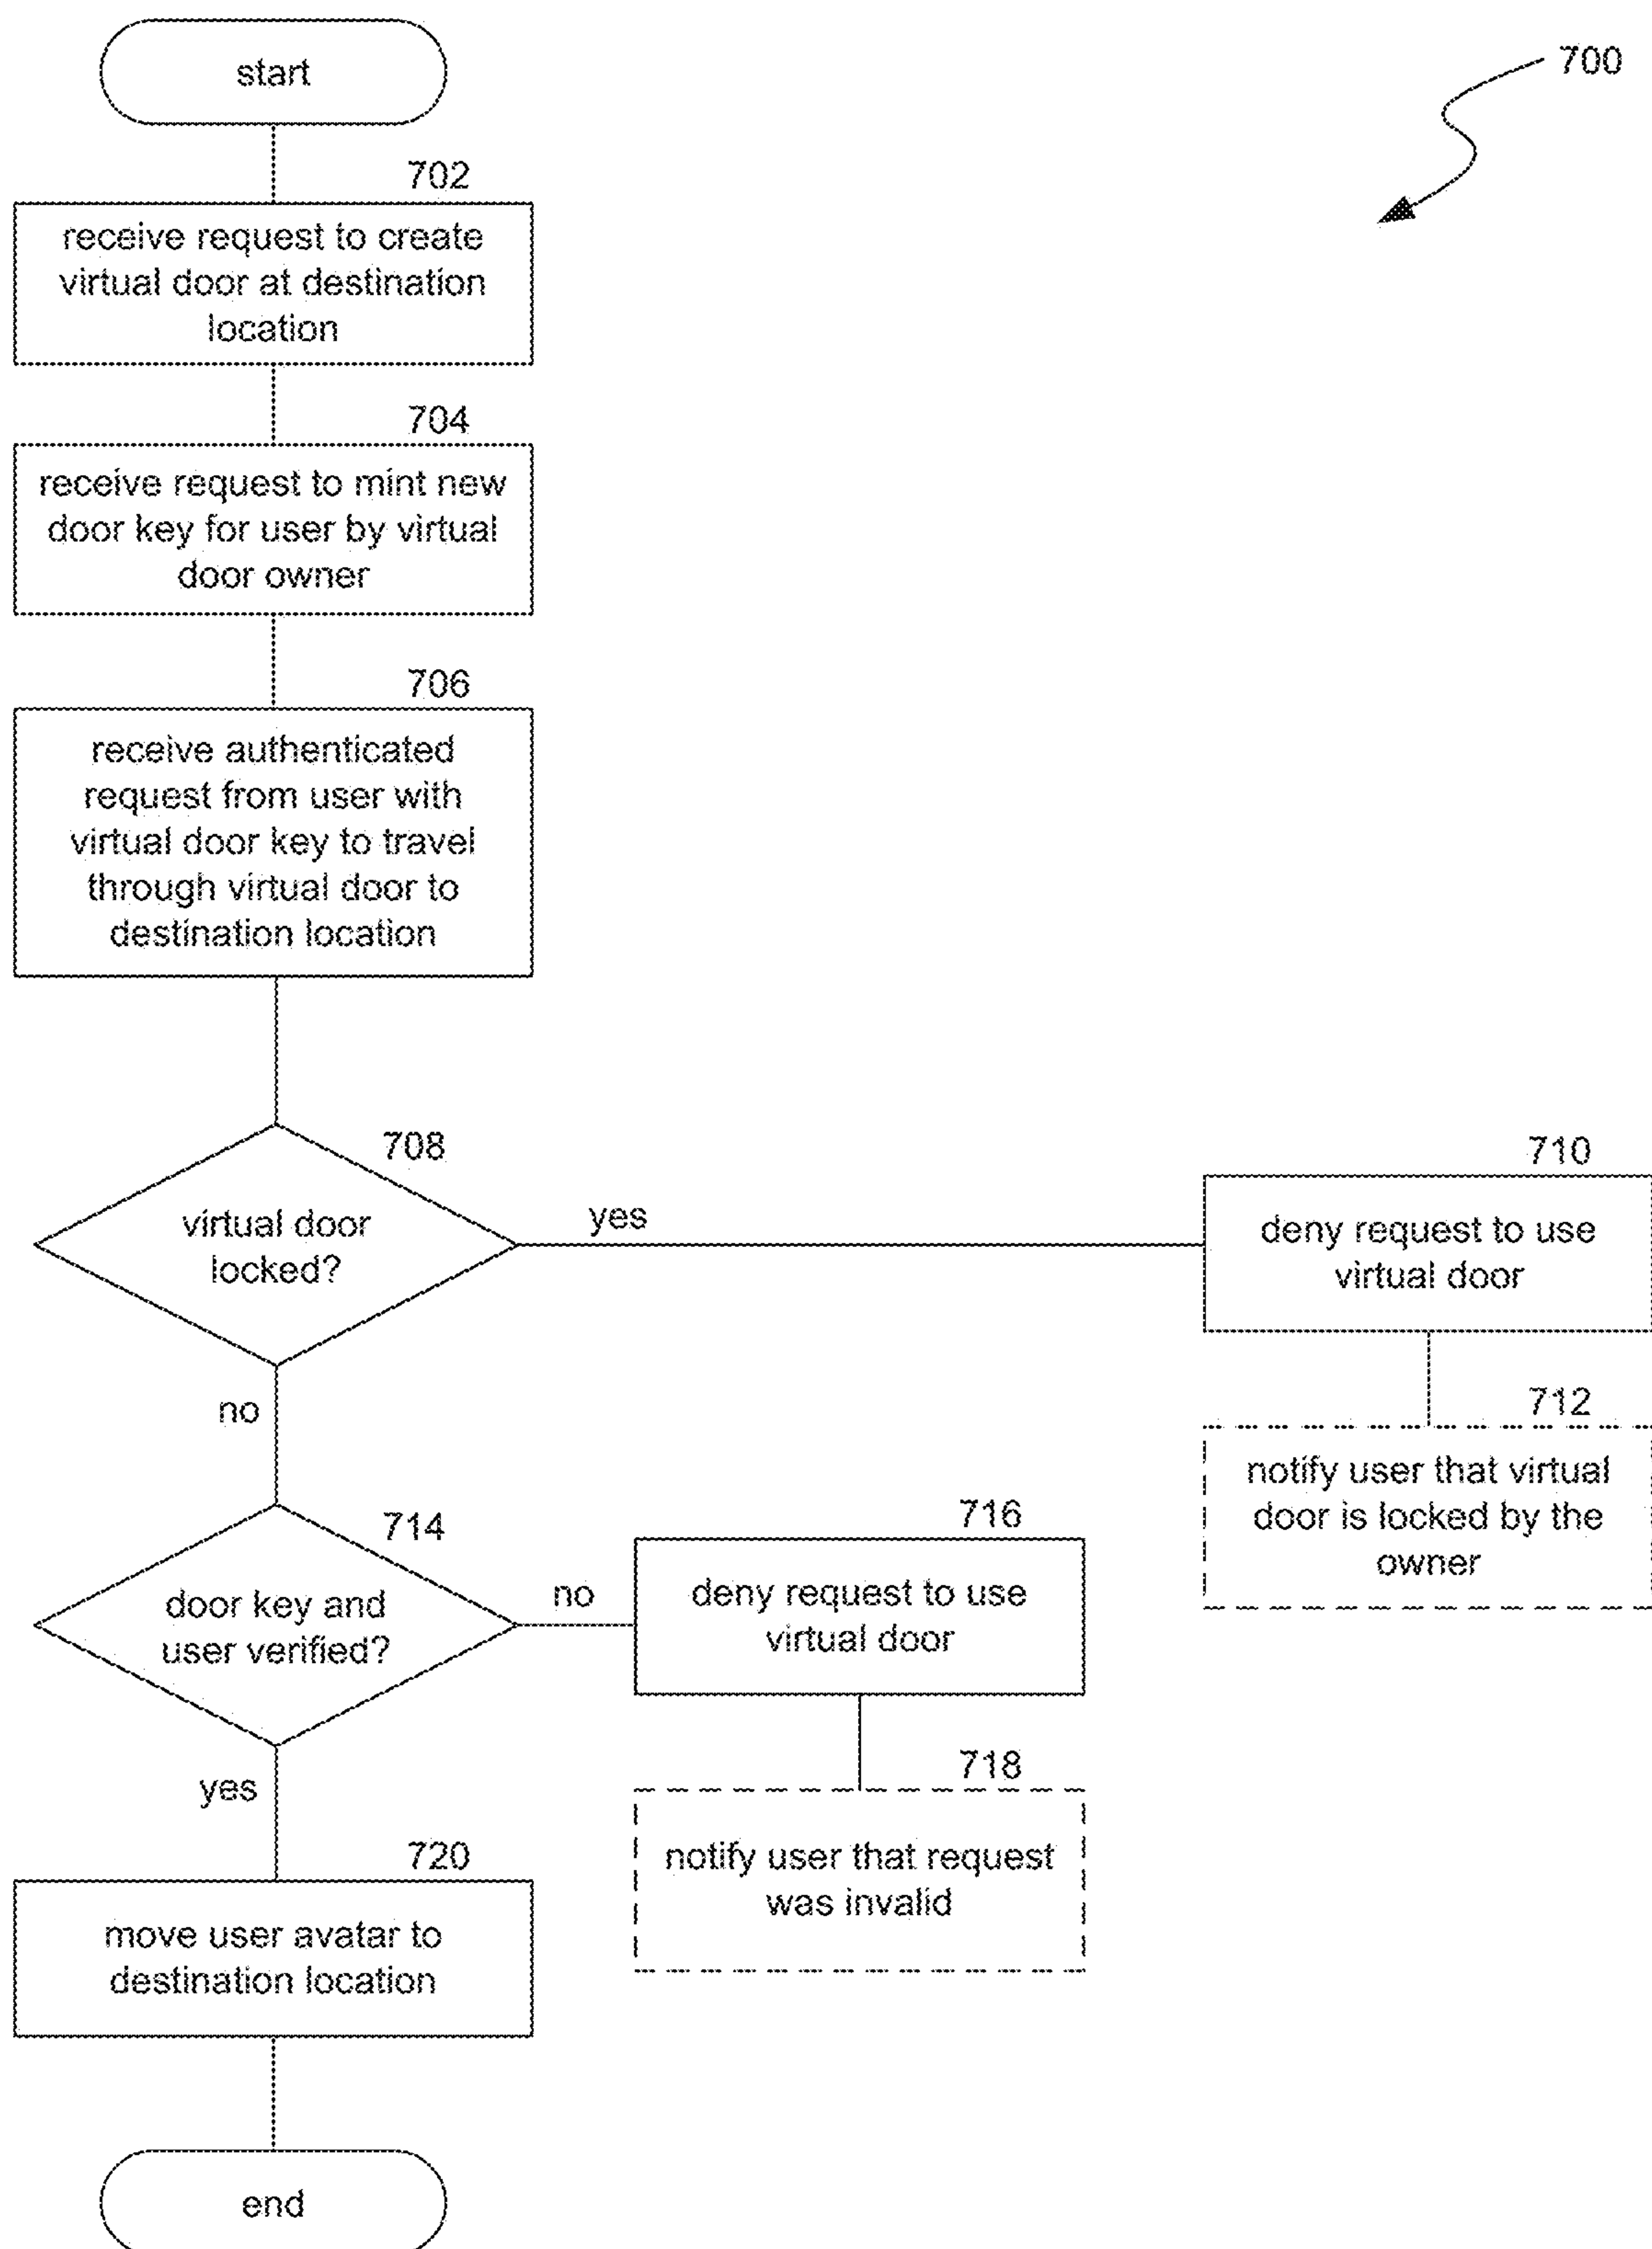 start
700
702
receive request to create
virtual door at destination
location
704
receive request to mint new
door key for user by virtual
door owner
706
receive authenticated
request from user with
virtual door key to travel
through virtual door to
destination location
708
virtual door
locked?
yes
710
deny request to use
virtual door
no
712
notify user that virtual
door is locked by the
owner
714
door key and
user verified?
no
716
deny request to use
virtual door
yes
718
notify user that request
was invalid
720
move user avatar to
destination location
end